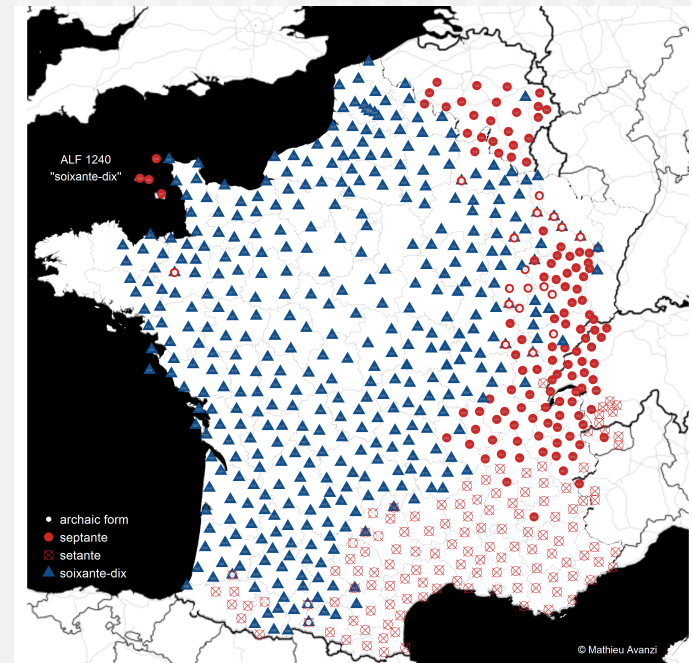 ALF 1240
"soixante-dix"
archaic form
septante
setante
soixante-dix
© Mathieu Avanzi